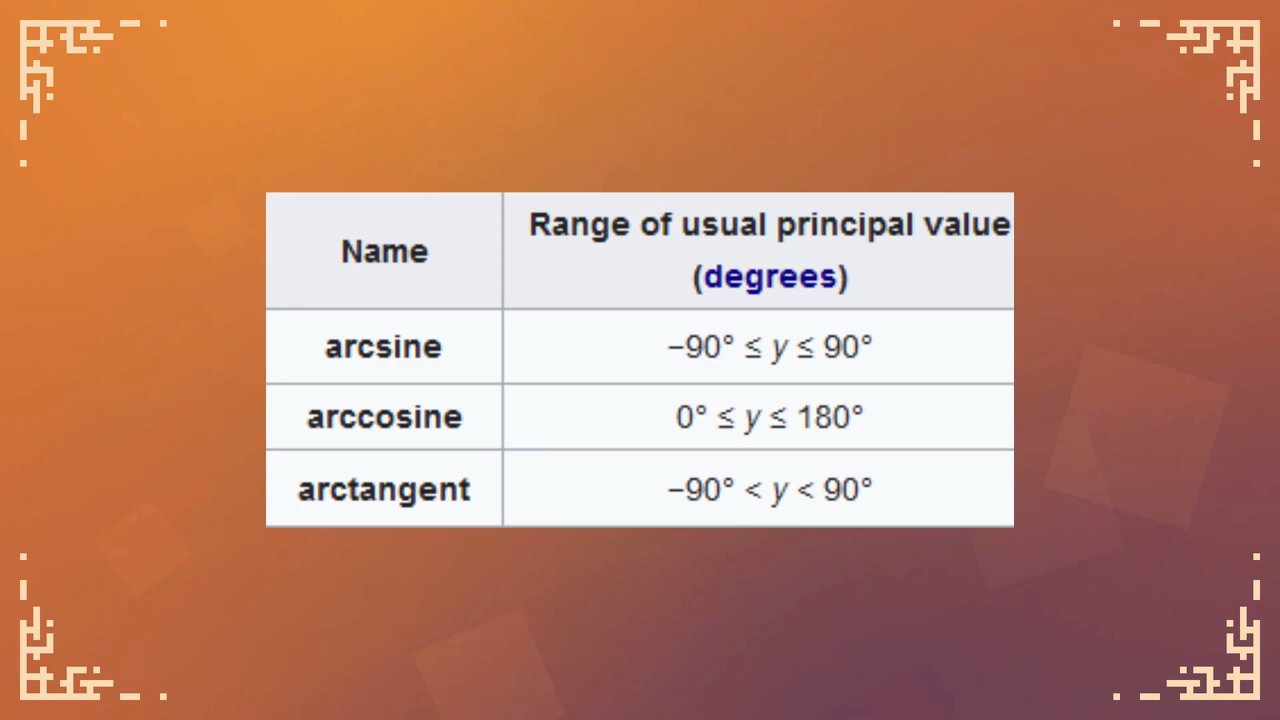 Name
Range of usual principal value
(degrees)
arcsine
−90° ≤ y ≤ 90°
arccosine
0° ≤ y ≤ 180°
arctangent
−90° < y < 90°